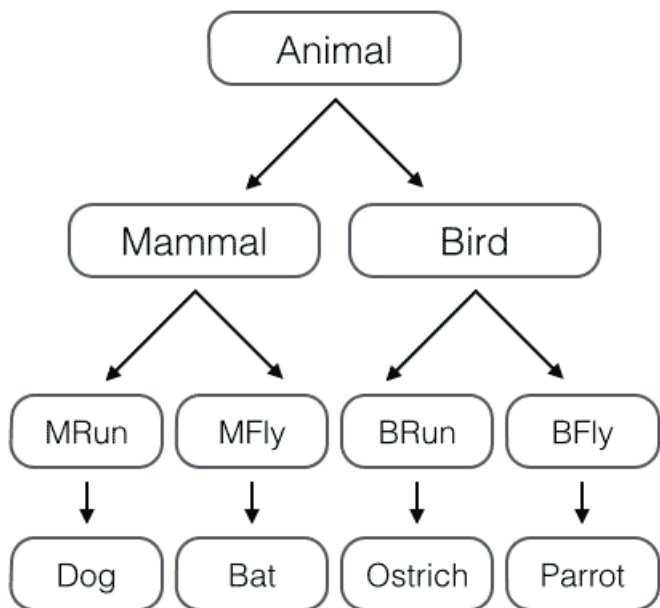 Animal
Mammal
Bird
MRun
MFly
BRun
BFly
Dog
Bat
Ostrich
Parrot